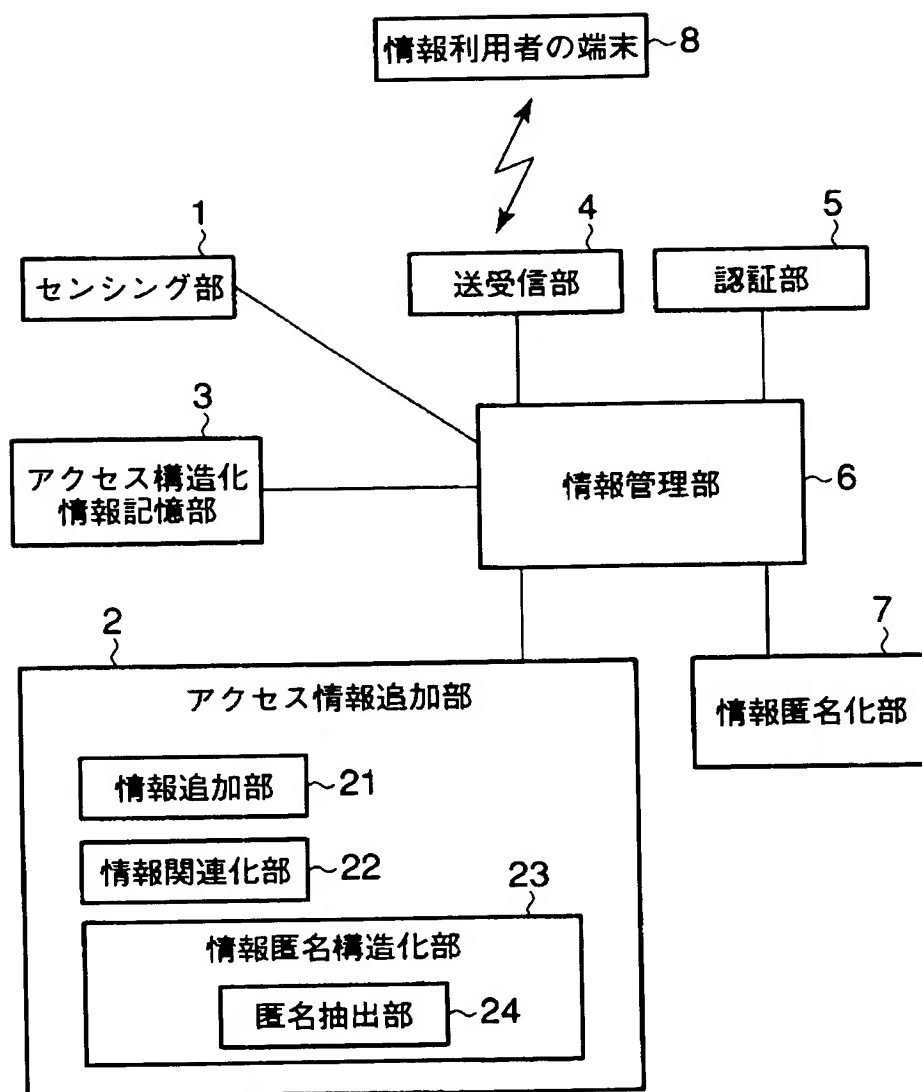 情報利用者の端末
8
1
センシング部
4
送受信部
5
認証部
3
アクセス構造化
情報記憶部
情報管理部
6
2
アクセス情報追加部
7
情報匿名化部
情報追加部
21
情報関連化部
22
23
情報匿名構造化部
匿名抽出部
24